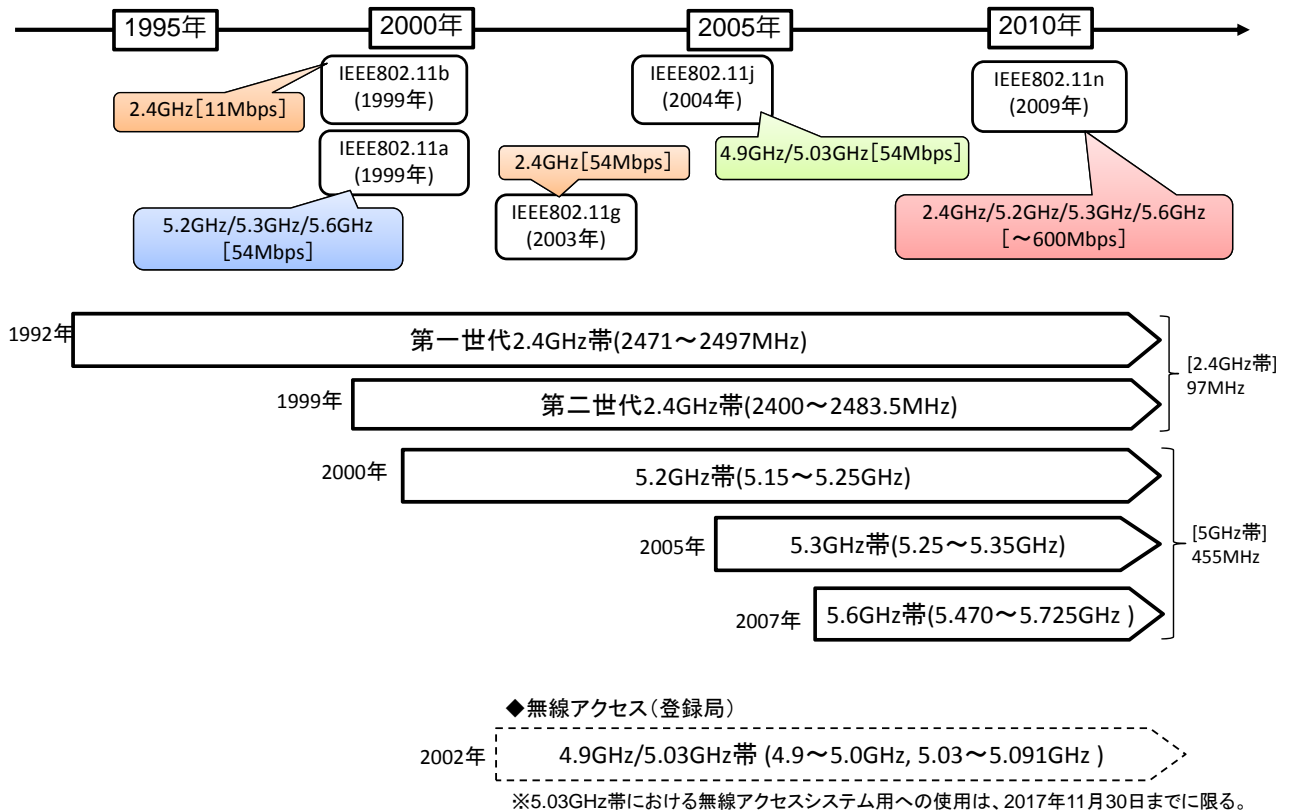 1995年
2000年
2005年
2010年
IEEE802.11b
(1999年)
2.4GHz[11Mbps]
IEEE802.11a
(1999年)
5.2GHz/5.3GHz/5.6GHz
[54Mbps]
2.4GHz[54Mbps]
IEEE802.11g
(2003年)
IEEE802.11j
(2004年)
4.9GHz/5.03GHz[54Mbps]
IEEE802.11n
(2009年)
2.4GHz/5.2GHz/5.3GHz/5.6GHz
[～600Mbps]
1992年
第一世代2.4GHz帯(2471～2497MHz)
1999年
第二世代2.4GHz帯(2400～2483.5MHz)
[2.4GHz帯]
97MHz
2000年
5.2GHz帯(5.15～5.25GHz)
2005年
5.3GHz帯(5.25～5.35GHz)
2007年
5.6GHz帯(5.470～5.725GHz )
[5GHz帯]
455MHz
◆無線アクセス(登録局)
2002年
4.9GHz/5.03GHz帯 (4.9～5.0GHz, 5.03～5.091GHz )
※5.03GHz帯における無線アクセスシステム用への使用は、2017年11月30日までに限る。